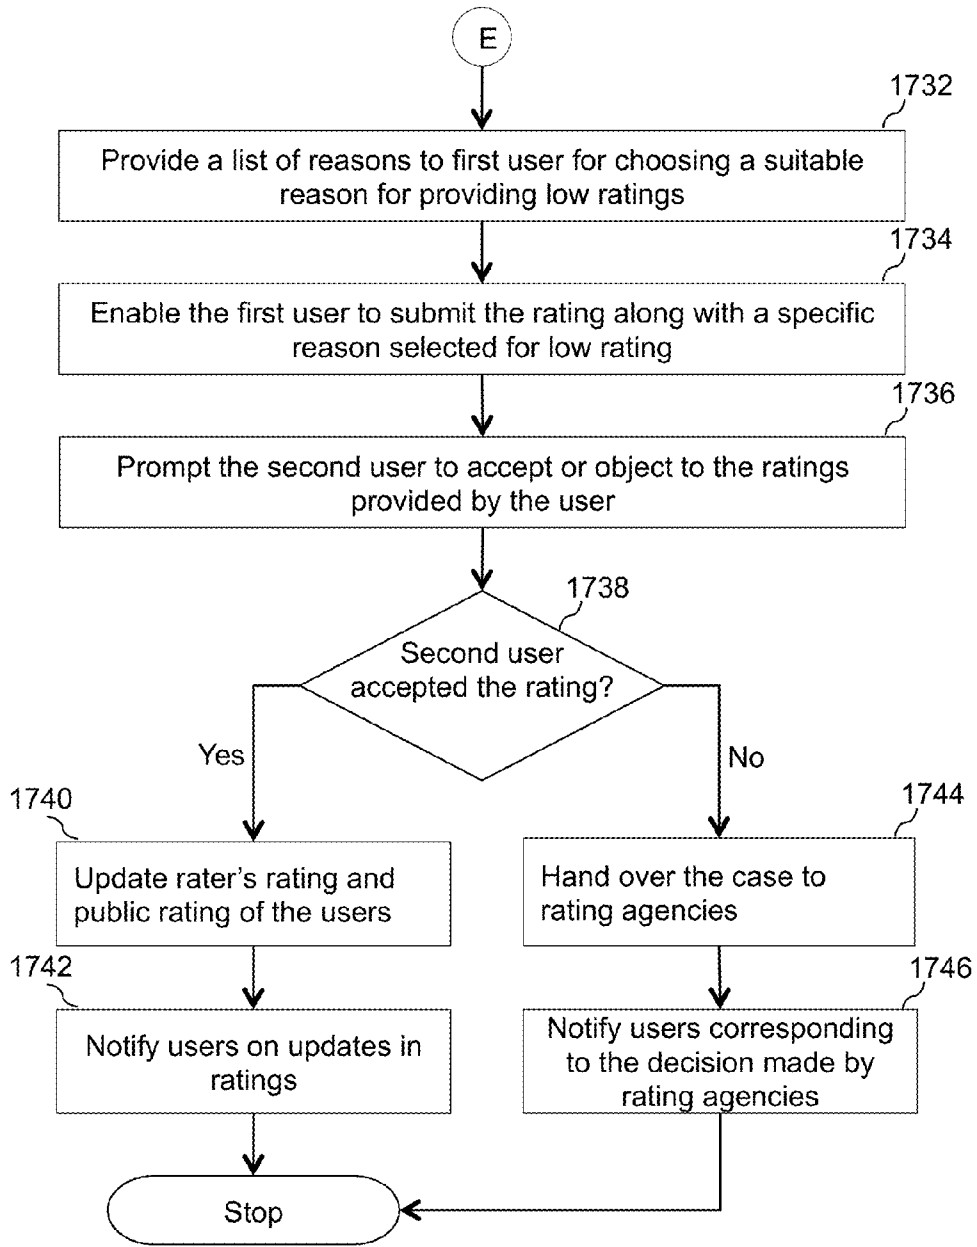 E
1732
Provide a list of reasons to first user for choosing a suitable
reason for providing low ratings
1734
Enable the first user to submit the rating along with a specific
reason selected for low rating
1736
Prompt the second user to accept or object to the ratings
provided by the user
1738
Second user
accepted the rating?
Yes
No
1740
Update rater's rating and
public rating of the users
1744
Hand over the case to
rating agencies
1742
Notify users on updates in
ratings
1746
Notify users corresponding
to the decision made by
rating agencies
Stop